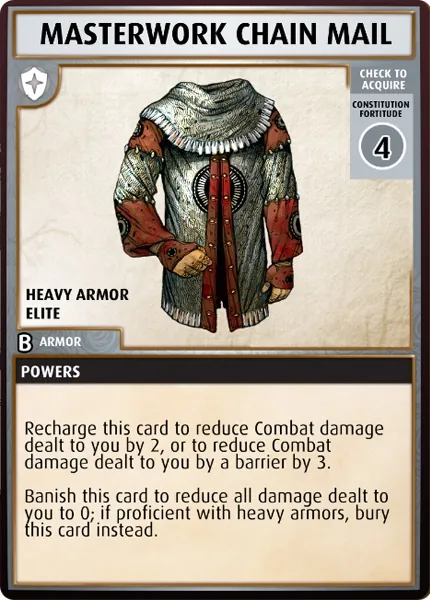 MASTERWORK CHAIN MAIL
CHECK TO
ACQUIRE
CONSTITUTION
FORTITUDE
4
HEAVY ARMOR
ELITE
B ARMOR
POWERS
Recharge this card to reduce Combat damage
dealt to you by 2, or to reduce Combat
damage dealt to you by a barrier by 3.
Banish this card to reduce all damage dealt to
you to 0; if proficient with heavy armors, bury
this card instead.